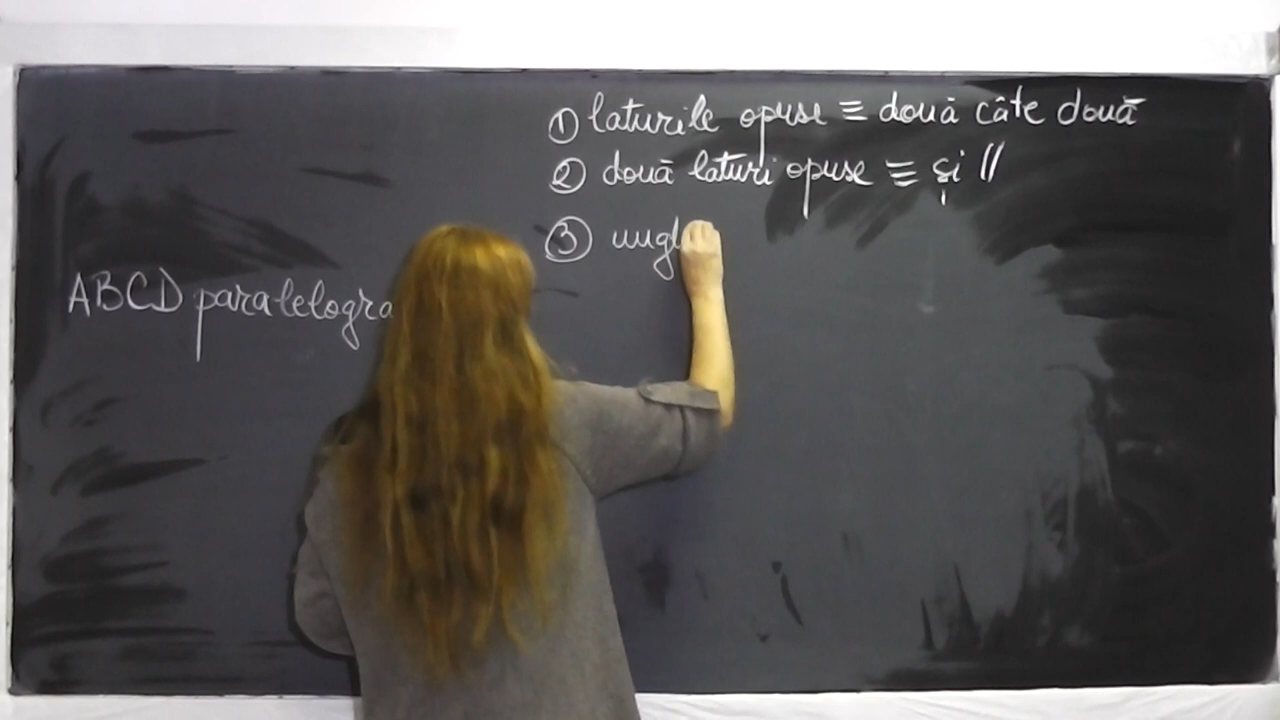 ① laturile opuse ≡ două câte două
② două laturi opuse ≡ și //
③ ungh
ABCD paralelogra